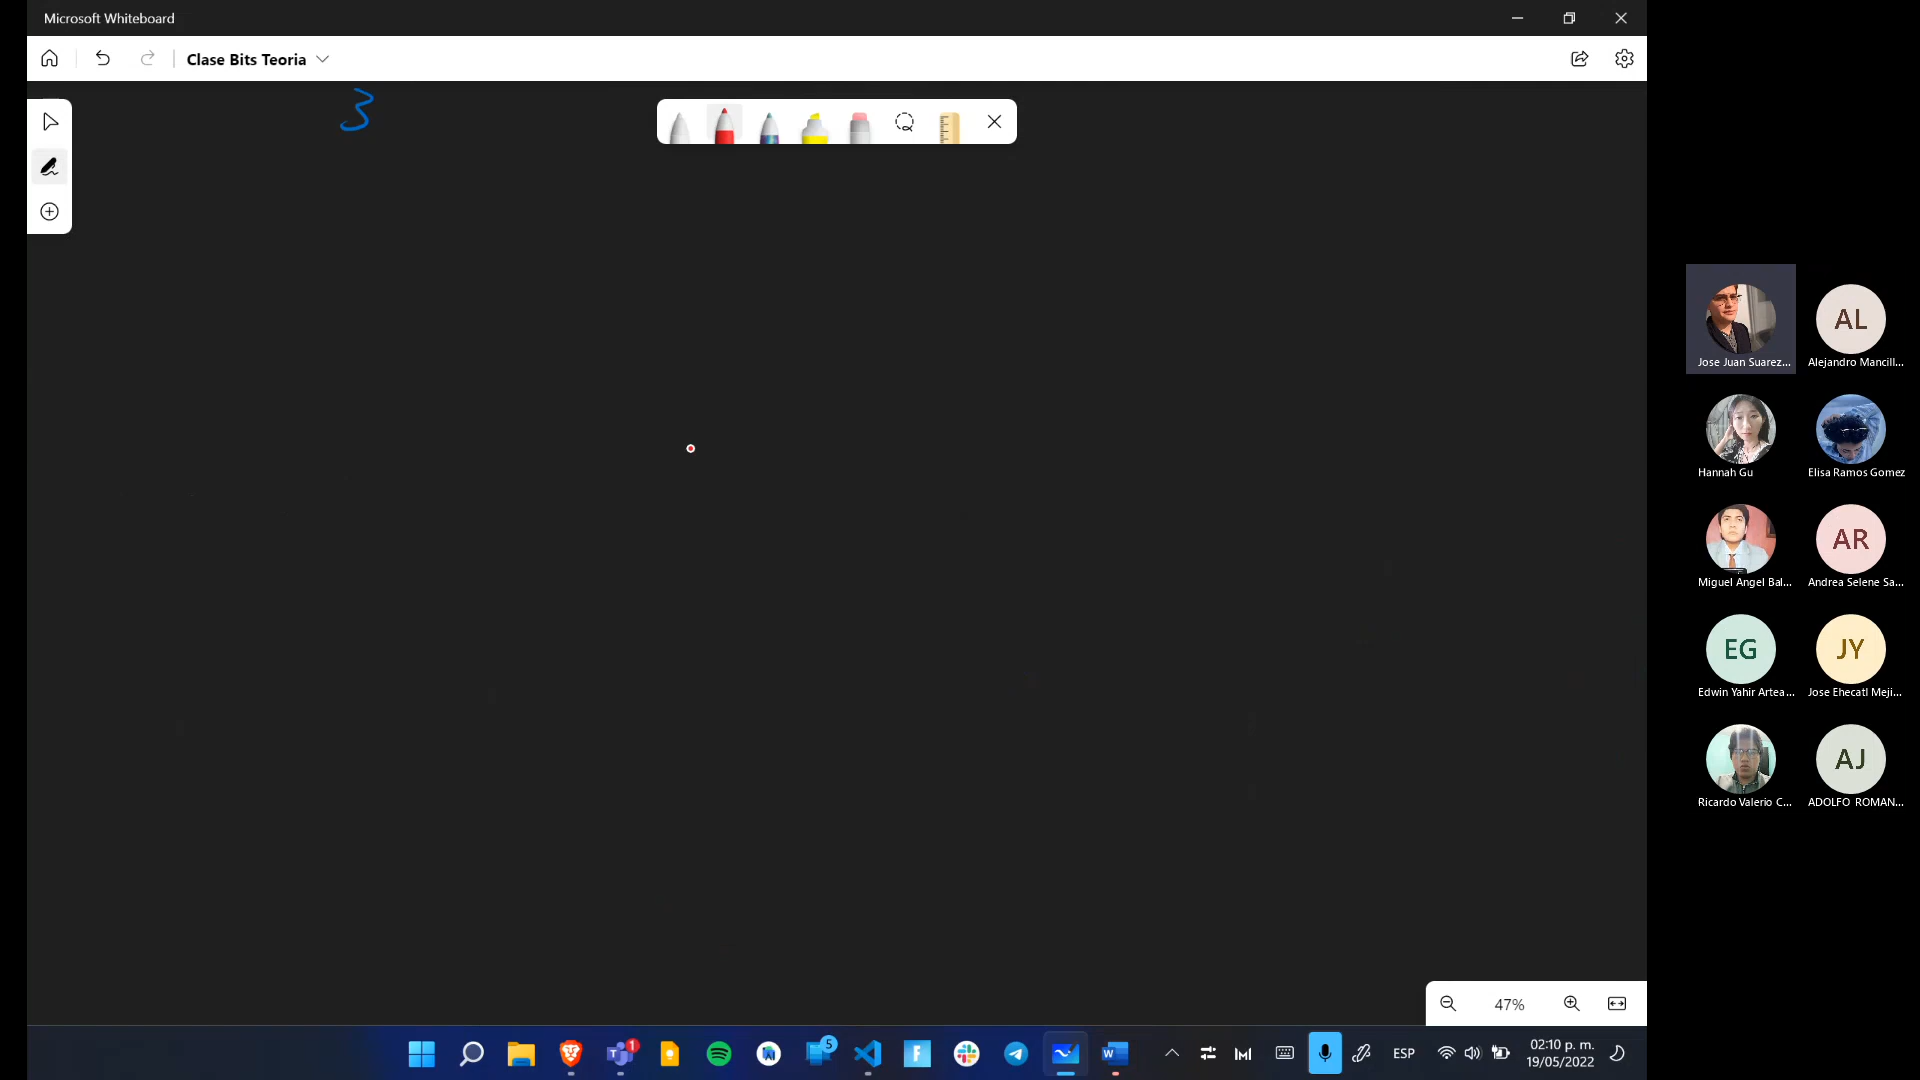 Microsoft Whiteboard
Clase Bits Teoria
3
Jose Juan Suarez...
AL
Alejandro Mancill...
Hannah Gu
Elisa Ramos Gomez
Miguel Angel Bal...
AR
Andrea Selene Sa...
EG
Edwin Yahir Artea...
JY
Jose Ehecatl Meji...
Ricardo Valerio C...
AJ
ADOLFO ROMAN...
47%
1
5
ESP
02:10 p. m.
19/05/2022